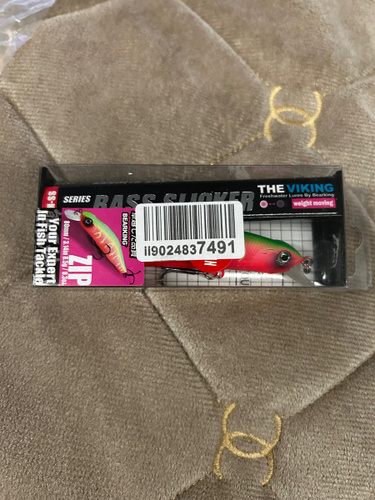 SERIES
BASS SLICKER
THE VIKING
Freshwater Lures by Bearking
weight moving
ii9024837491
BEARKING
Your Expert
in Fish Tackle
ZIP